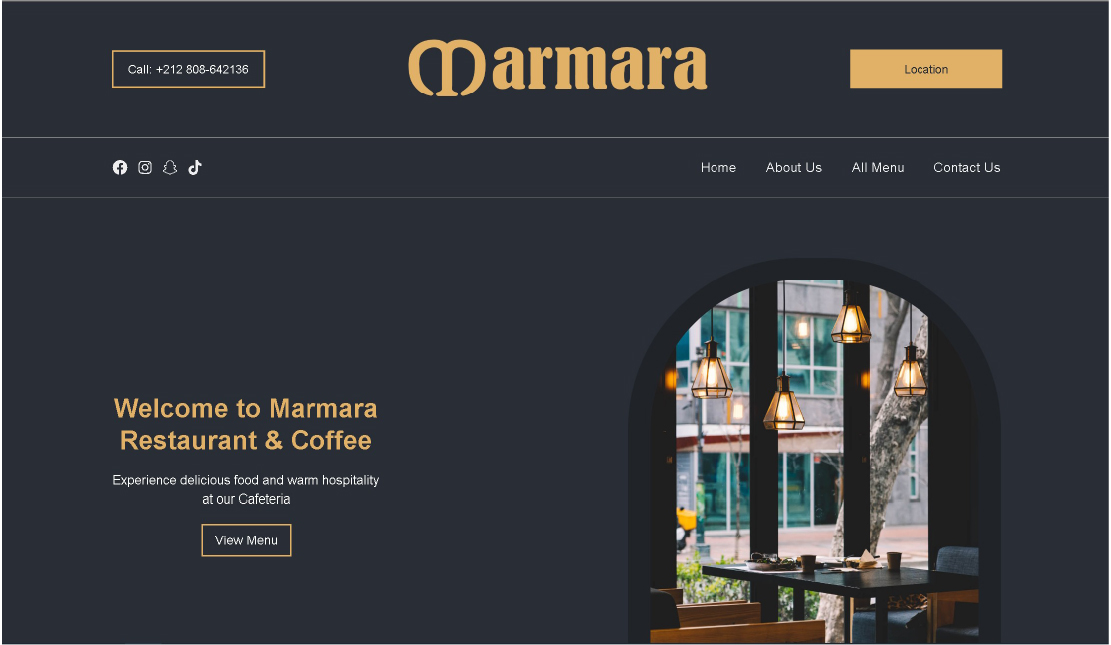 Call: +212 808-642136
Marmara
Location
Home About Us All Menu Contact Us
Welcome to Marmara
Restaurant & Coffee
Experience delicious food and warm hospitality
at our Cafeteria
View Menu